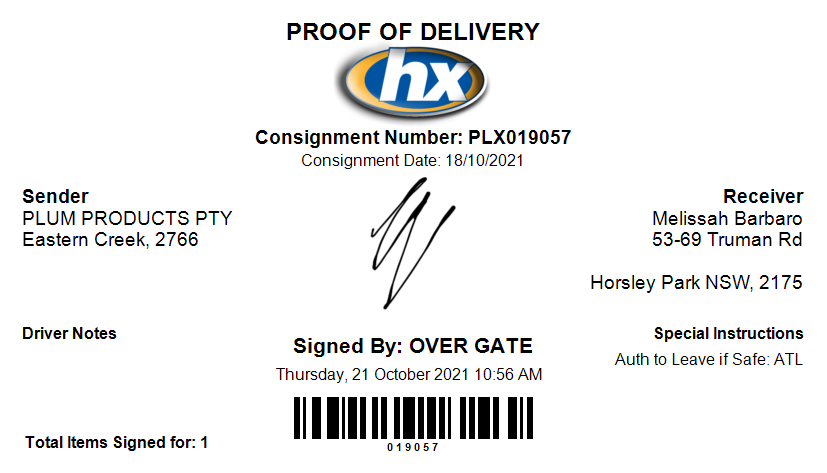 PROOF OF DELIVERY
hx
Consignment Number: PLX019057
Consignment Date: 18/10/2021
Sender
PLUM PRODUCTS PTY
Eastern Creek, 2766
Receiver
Melissah Barbaro
53-69 Truman Rd
Horsley Park NSW, 2175
Driver Notes
Signed By: OVER GATE
Thursday, 21 October 2021 10:56 AM
Special Instructions
Auth to Leave if Safe: ATL
Total Items Signed for: 1
019057